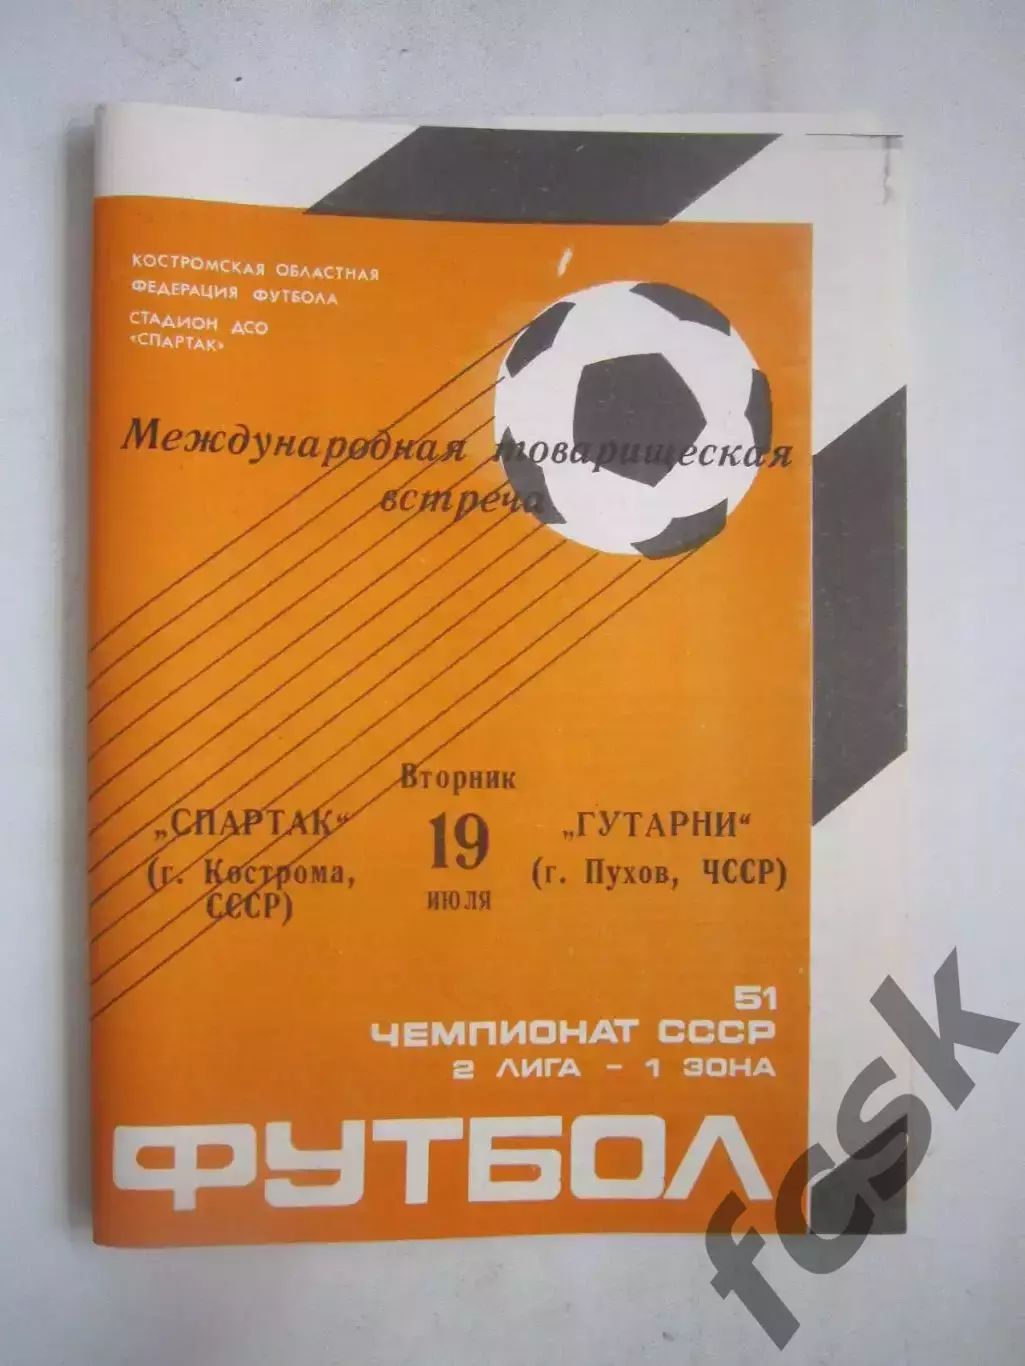 КОСТРОМСКАЯ ОБЛАСТНАЯ
ФЕДЕРАЦИЯ ФУТБОЛА
СТАДИОН ДСО
«СПАРТАК»
Международная товарищеская
встреча
Вторник
19
ИЮЛЯ
„СПАРТАК“
(г. Кострома,
СССР)
„ГУТАРНИ“
(г. Пухов, ЧССР)
51
ЧЕМПИОНАТ СССР
2 ЛИГА - 1 ЗОНА
ФУТБОЛ
fcsk